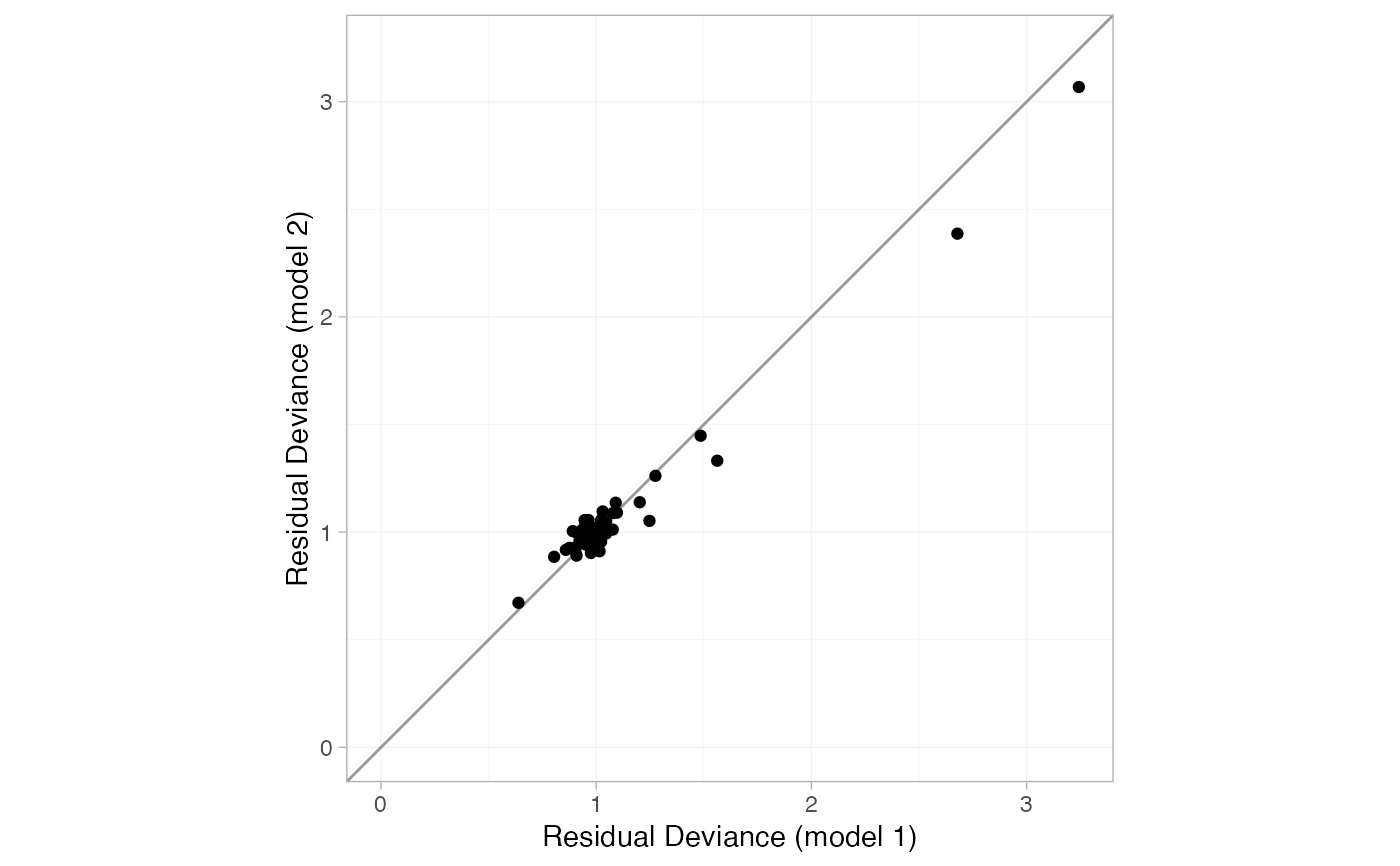 Residual Deviance (model 2)
3
2
1
0
0 1 2 3
Residual Deviance (model 1)